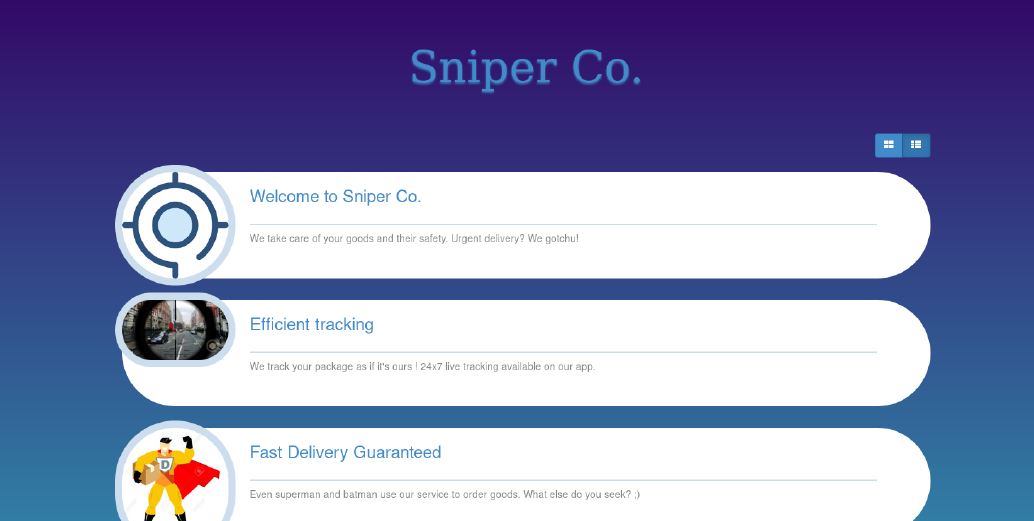 Sniper Co.
Welcome to Sniper Co.
We take care of your goods and their safety. Urgent delivery? We gotchu!
Efficient tracking
We track your package as if it's ours ! 24x7 live tracking available on our app.
Fast Delivery Guaranteed
D
Even superman and batman use our service to order goods. What else do you seek? ;)